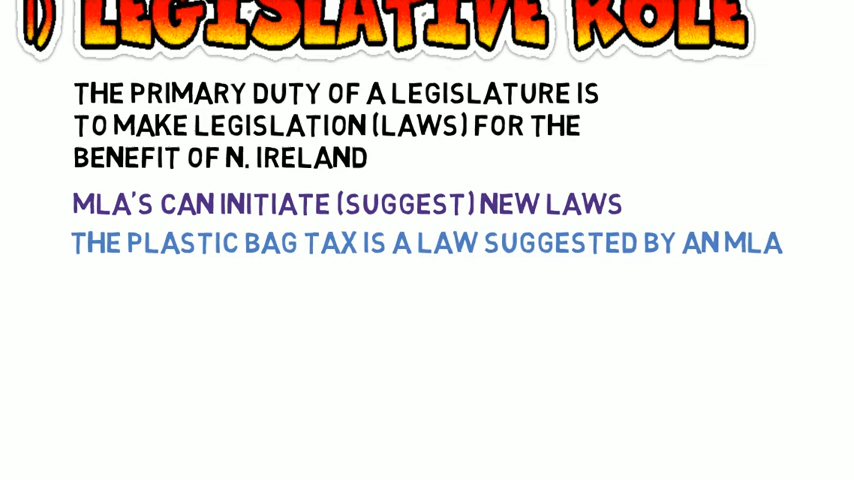 1) LEGISLATIVE ROLE
THE PRIMARY DUTY OF A LEGISLATURE IS
TO MAKE LEGISLATION (LAWS) FOR THE
BENEFIT OF N. IRELAND
MLA'S CAN INITIATE (SUGGEST) NEW LAWS
THE PLASTIC BAG TAX IS A LAW SUGGESTED BY AN MLA